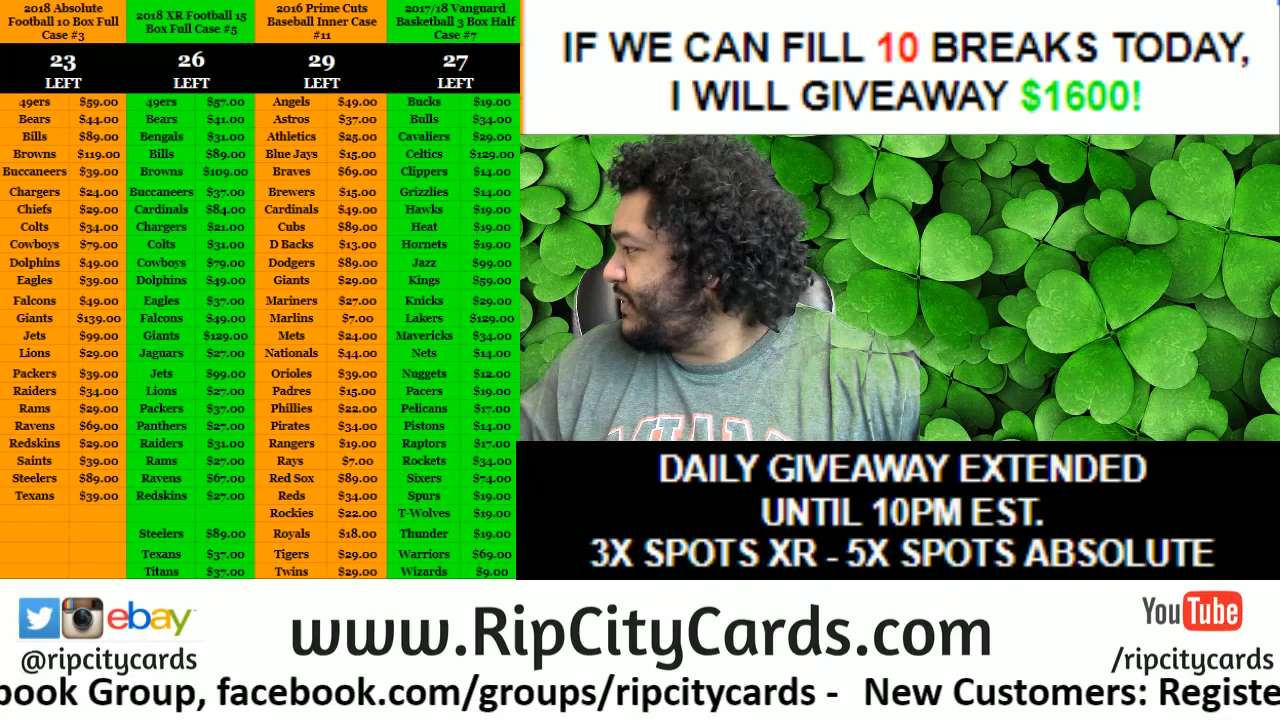 2018 Absolute
Football 10 Box Full
Case #3
23
LEFT
49ers $59.00
Bears $44.00
Bills $89.00
Browns $119.00
Buccaneers $39.00
Chargers $24.00
Chiefs $29.00
Colts $34.00
Cowboys $79.00
Dolphins $49.00
Eagles $39.00
Falcons $49.00
Giants $139.00
Jets $99.00
Lions $29.00
Packers $39.00
Raiders $34.00
Rams $29.00
Ravens $69.00
Redskins $29.00
Saints $39.00
Steelers $89.00
Texans $39.00
2018 XR Football 15
Box Full Case #5
26
LEFT
49ers $57.00
Bears $41.00
Bengals $31.00
Bills $89.00
Browns $109.00
Buccaneers $37.00
Cardinals $84.00
Chargers $21.00
Colts $31.00
Cowboys $79.00
Dolphins $49.00
Eagles $37.00
Falcons $49.00
Giants $129.00
Jaguars $27.00
Jets $99.00
Lions $27.00
Packers $37.00
Panthers $27.00
Raiders $31.00
Rams $27.00
Ravens $67.00
Redskins $27.00
Steelers $89.00
Texans $37.00
Titans $37.00
2016 Prime Cuts
Baseball Inner Case
#11
29
LEFT
Angels $49.00
Astros $37.00
Athletics $25.00
Blue Jays $15.00
Braves $69.00
Brewers $15.00
Cardinals $49.00
Cubs $89.00
D Backs $13.00
Dodgers $89.00
Giants $29.00
Mariners $27.00
Marlins $7.00
Mets $24.00
Nationals $44.00
Orioles $39.00
Padres $15.00
Phillies $22.00
Pirates $34.00
Rangers $19.00
Rays $7.00
Red Sox $89.00
Reds $34.00
Rockies $22.00
Royals $18.00
Tigers $29.00
Twins $29.00
2017/18 Vanguard
Basketball 3 Box Half
Case #7
27
LEFT
Bucks $19.00
Bulls $34.00
Cavaliers $29.00
Celtics $129.00
Clippers $14.00
Grizzlies $14.00
Hawks $19.00
Heat $19.00
Hornets $19.00
Jazz $99.00
Kings $59.00
Knicks $29.00
Lakers $129.00
Mavericks $34.00
Nets $14.00
Nuggets $12.00
Pacers $19.00
Pelicans $17.00
Pistons $14.00
Raptors $17.00
Rockets $34.00
Sixers $74.00
Spurs $19.00
T-Wolves $19.00
Thunder $19.00
Warriors $69.00
Wizards $9.00
IF WE CAN FILL 10 BREAKS TODAY,
I WILL GIVEAWAY $1600!
DAILY GIVEAWAY EXTENDED
UNTIL 10PM EST.
3X SPOTS XR - 5X SPOTS ABSOLUTE
ebay
@ripcitycards
www.RipCityCards.com
YouTube
/ripcitycards
book Group, facebook.com/groups/ripcitycards - New Customers: Registe